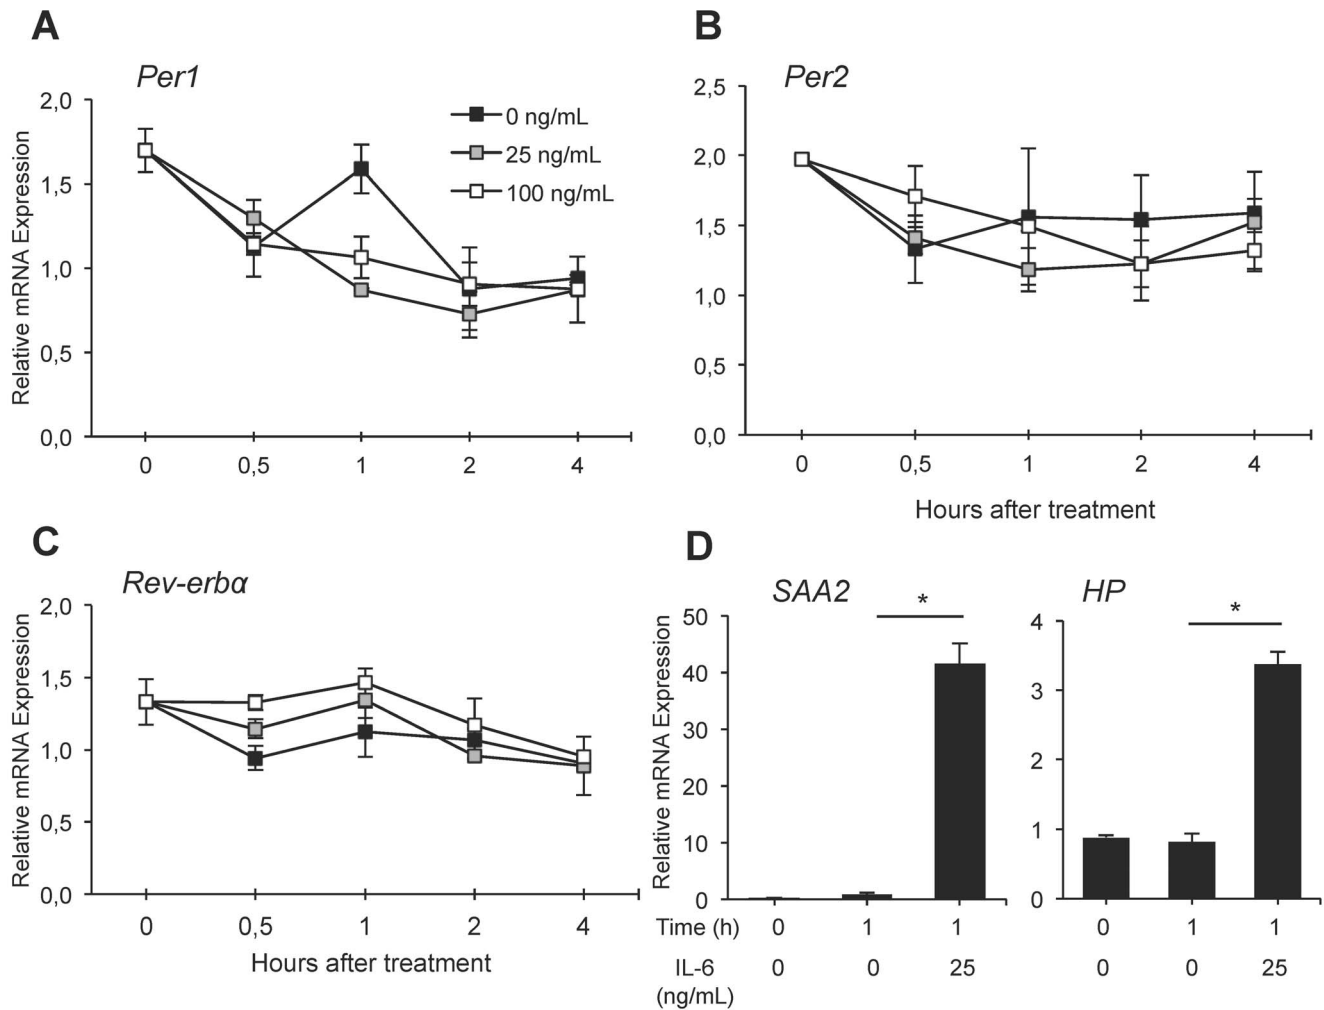 A
Per1
Relative mRNA Expression
2,0
1,5
1,0
0,5
0,0
0 ng/mL
25 ng/mL
100 ng/mL
0 0,5 1 2 4
B
Per2
2,5
2,0
1,5
1,0
0,5
0,0
0 0,5 1 2 4
Hours after treatment
C
Rev-erbα
Relative mRNA Expression
2,0
1,5
1,0
0,5
0,0
0 0,5 1 2 4
Hours after treatment
D
SAA2
*
Relative mRNA Expression
50
40
30
20
10
0
HP
*
4
3
2
1
0
Time (h) 0 1 1 0 1 1
IL-6 0 0 25 0 0 25
(ng/mL)